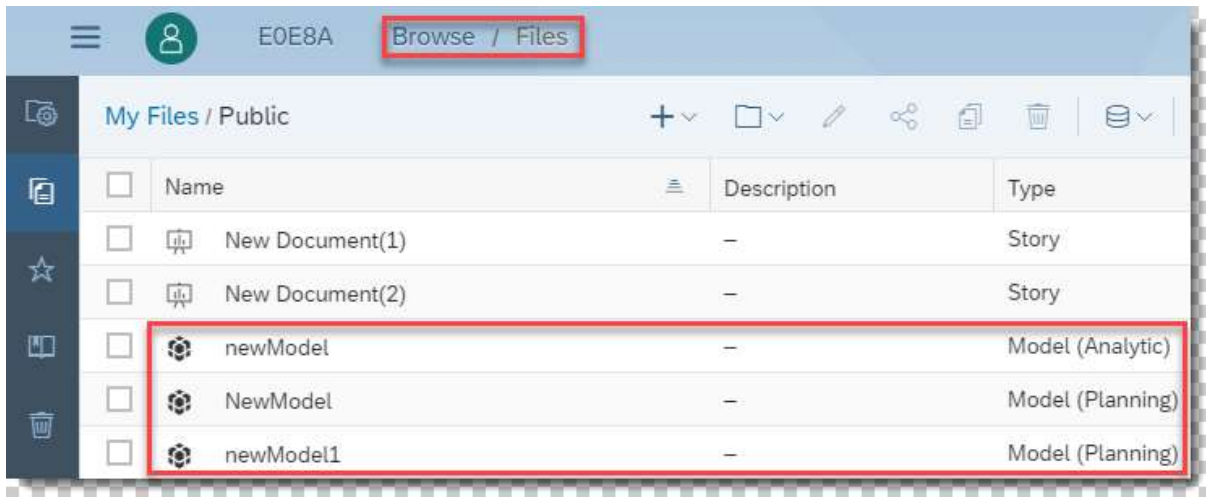 E0E8A Browse / Files
My Files / Public
Name Description Type
New Document(1) – Story
New Document(2) – Story
newModel – Model (Analytic)
NewModel – Model (Planning)
newModel1 – Model (Planning)